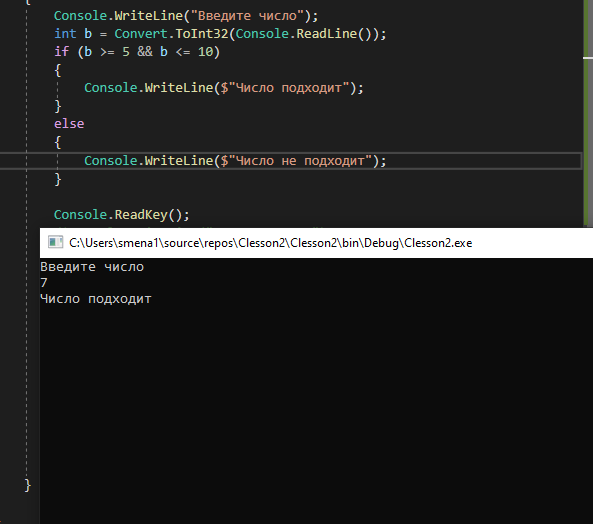 {
Console.WriteLine("Введите число");
int b = Convert.ToInt32(Console.ReadLine());
if (b >= 5 && b <= 10)
{
Console.WriteLine($"Число подходит");
}
else
{
Console.WriteLine($"Число не подходит");
}
Console.ReadKey();
C:\Users\smena1\source\repos\Clesson2\Clesson2\bin\Debug\Clesson2.exe
Введите число
7
Число подходит
}